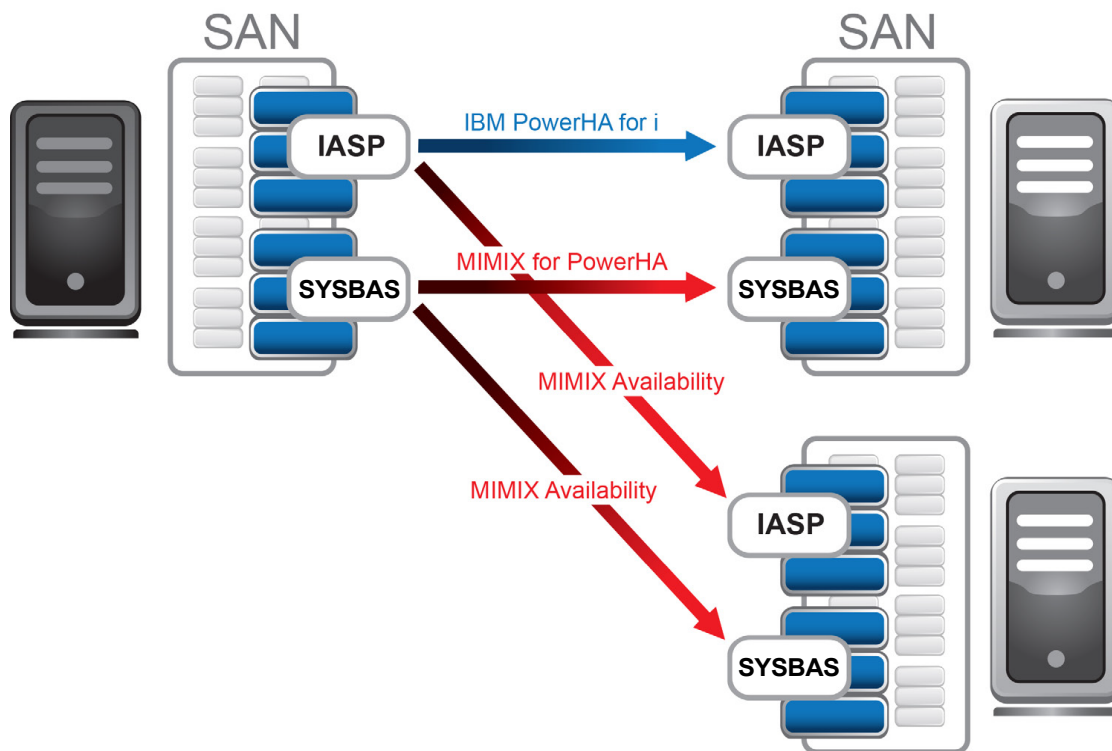 SAN
SAN
IBM PowerHA for i
IASP
IASP
MIMIX for PowerHA
SYSBAS
SYSBAS
MIMIX Availability
MIMIX Availability
IASP
SYSBAS